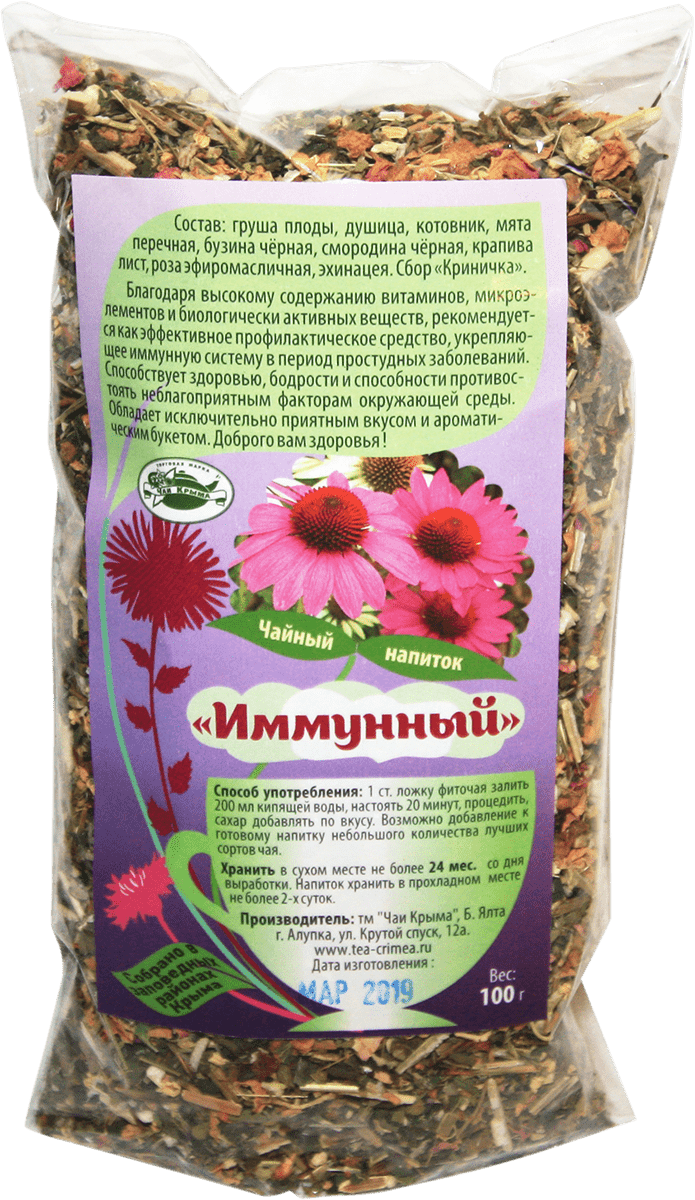 Состав: груша плоды, душица, котовник, мята
перечная, бузина чёрная, смородина чёрная, крапива
лист, роза эфиромасличная, эхинацея. Сбор «Криничка».
Благодаря высокому содержанию витаминов, микроэ-
лементов и биологически активных веществ, рекомендует-
ся как эффективное профилактическое средство, укрепляю-
щее иммунную систему в период простудных заболеваний.
Способствует здоровью, бодрости и способности противос-
тоять неблагоприятным факторам окружающей среды.
Обладает исключительно приятным вкусом и аромати-
ческим букетом. Доброго вам здоровья!
ТОРГОВАЯ МАРКА
ЧАИ КРЫМА
Чайный
напиток
«Иммунный»
Способ употребления: 1 ст. ложку фиточая залить
200 мл кипящей воды, настоять 20 минут, процедить,
сахар добавлять по вкусу. Возможно добавление к
готовому напитку небольшого количества лучших
сортов чая.
Хранить в сухом месте не более 24 мес. со дня
выработки. Напиток хранить в прохладном месте
не более 2-х суток.
Производитель: тм "Чаи Крыма", Б. Ялта
г. Алупка, ул. Крутой спуск, 12а.
www.tea-crimea.ru
Дата изготовления :
МАР 2019
Вес:
100 г
Собрано в
заповедных
районах
Крыма